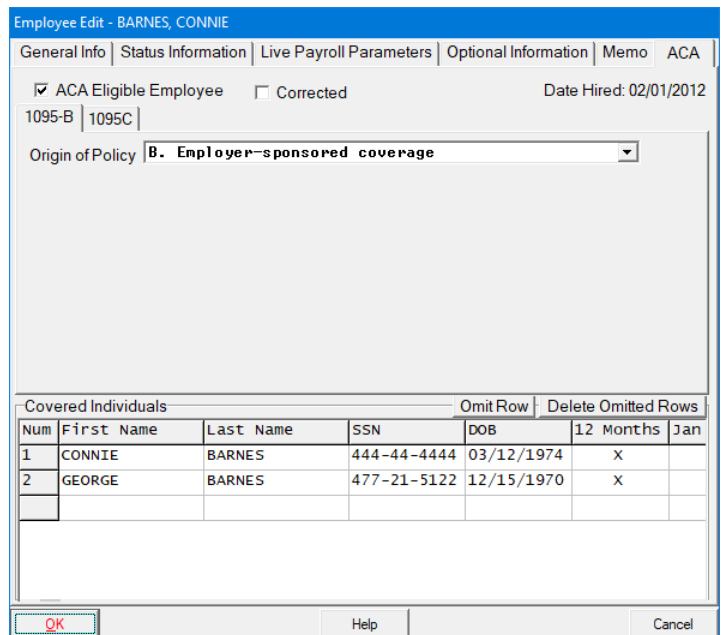 Employee Edit - BARNES, CONNIE
General Info Status Information Live Payroll Parameters Optional Information Memo ACA
ACA Eligible Employee Corrected Date Hired: 02/01/2012
1095-B 1095C
Origin of Policy B. Employer-sponsored coverage
Covered Individuals Omit Row Delete Omitted Rows
Num First Name Last Name SSN DOB 12 Months Jan
1 CONNIE BARNES 444-44-4444 03/12/1974 X
2 GEORGE BARNES 477-21-5122 12/15/1970 X
OK Help Cancel